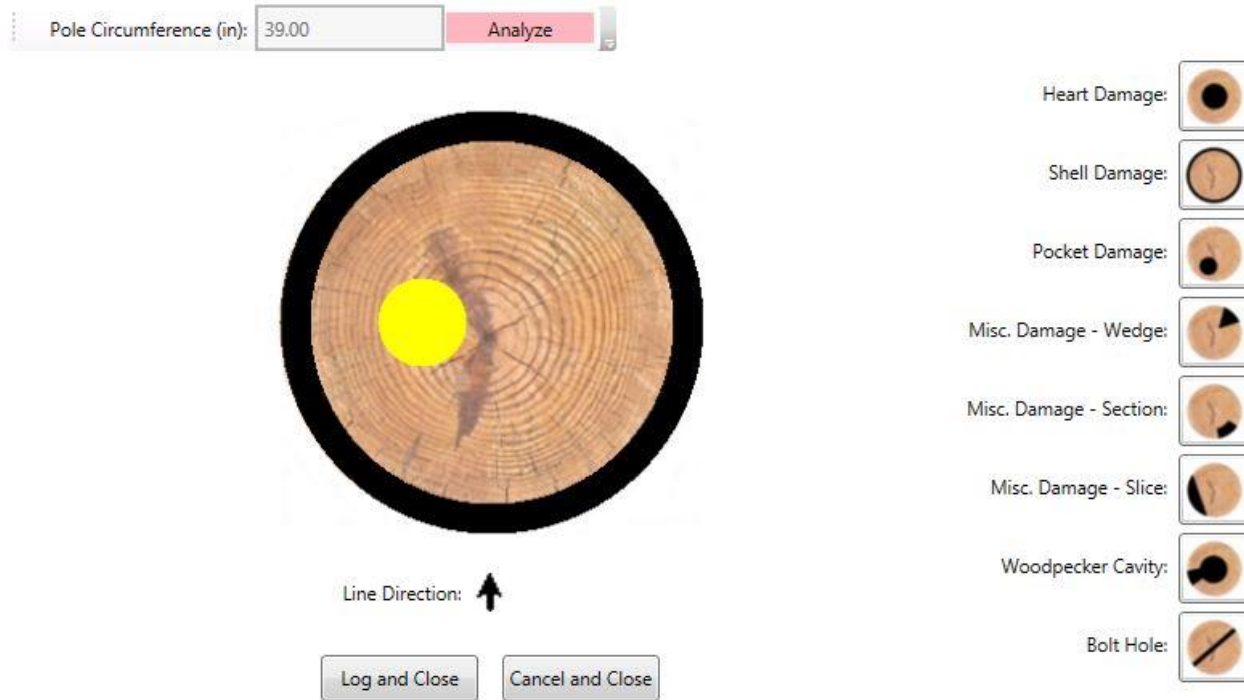 Pole Circumference (in): 39.00 Analyze
Heart Damage:
Shell Damage:
Pocket Damage:
Misc. Damage - Wedge:
Misc. Damage - Section:
Misc. Damage - Slice:
Woodpecker Cavity:
Bolt Hole:
Line Direction:
Log and Close Cancel and Close